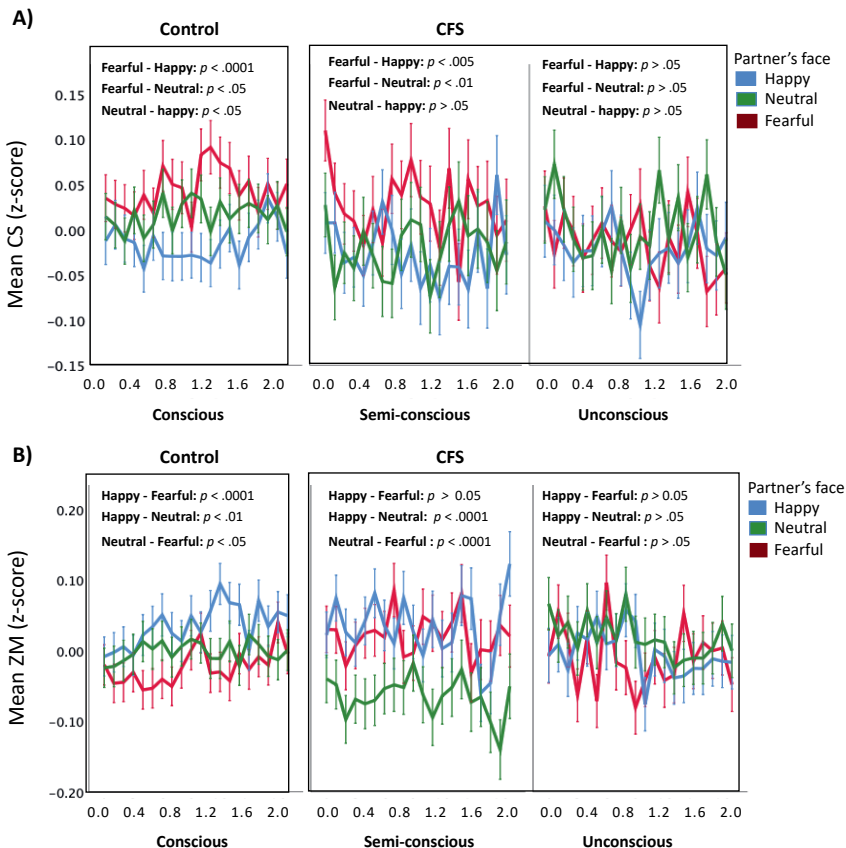 A)
Control
CFS
Fearful - Happy: p < .0001
Fearful - Neutral: p < .05
Neutral - happy: p < .05
Fearful - Happy: p < .005
Fearful - Neutral: p < .01
Neutral - happy: p > .05
Fearful - Happy: p > .05
Fearful - Neutral: p > .05
Neutral - happy: p > .05
Partner's face
Happy
Neutral
Fearful
Mean CS (z-score)
0.15
0.10
0.05
0.00
−0.05
−0.10
−0.15
0.0 0.4 0.8 1.2 1.6 2.0
0.0 0.4 0.8 1.2 1.6 2.0
0.0 0.4 0.8 1.2 1.6 2.0
Conscious
Semi-conscious
Unconscious
B)
Control
CFS
Happy - Fearful: p < .0001
Happy - Neutral: p < .01
Neutral - Fearful: p < .05
Happy - Fearful: p > 0.05
Happy - Neutral: p < .0001
Neutral - Fearful : p < .0001
Happy - Fearful: p > 0.05
Happy - Neutral: p > .05
Neutral - Fearful : p > .05
Partner's face
Happy
Neutral
Fearful
Mean ZM (z-score)
0.20
0.10
0.00
−0.10
−0.20
0.0 0.4 0.8 1.2 1.6 2.0
0.0 0.4 0.8 1.2 1.6 2.0
0.0 0.4 0.8 1.2 1.6 2.0
Conscious
Semi-conscious
Unconscious